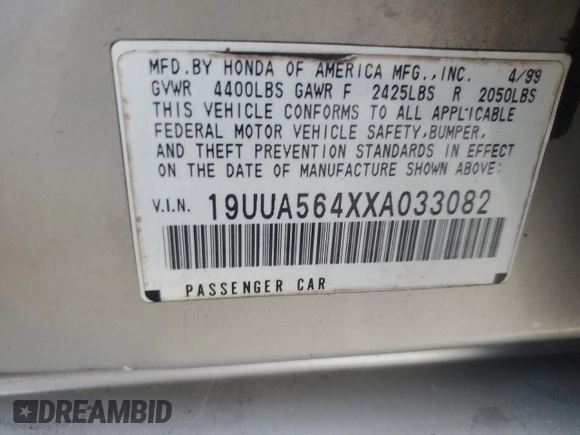 MFD.BY HONDA OF AMERICA MFG.,INC. 4/99
GVWR 4400LBS GAWR F 2425LBS R 2050LBS
THIS VEHICLE CONFORMS TO ALL APPLICABLE
FEDERAL MOTOR VEHICLE SAFETY,BUMPER,
AND THEFT PREVENTION STANDARDS IN EFFECT
ON THE DATE OF MANUFACTURE SHOWN ABOVE:
V.I.N. 19UUA564XXA033082
PASSENGER CAR
DREAMBID